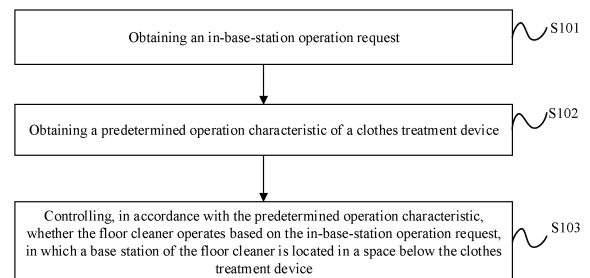 Obtaining an in-base-station operation request
S101
Obtaining a predetermined operation characteristic of a clothes treatment device
S102
Controlling, in accordance with the predetermined operation characteristic,
whether the floor cleaner operates based on the in-base-station operation request,
in which a base station of the floor cleaner is located in a space below the clothes
treatment device
S103